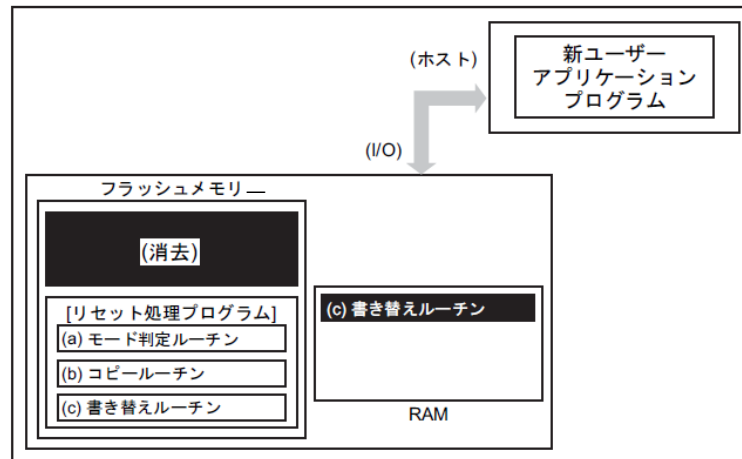 (ホスト)
新ユーザー
アプリケーション
プログラム
(I/O)
フラッシュメモリ
(消去)
[リセット処理プログラム]
(a) モード判定ルーチン
(b) コピールーチン
(c) 書き替えルーチン
(c) 書き替えルーチン
RAM